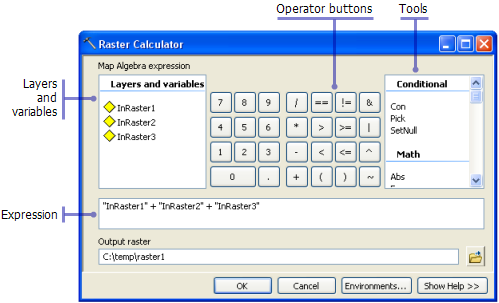 Operator buttons Tools
Raster Calculator
Map Algebra expression
Layers and variables
Layers and variables
InRaster1
InRaster2
InRaster3
7 8 9 / == != &
4 5 6 * > >= |
1 2 3 - < <= ^
0 . + ( ) ~
Conditional
Con
Pick
SetNull
Math
Abs
Expression
"InRaster1" + "InRaster2" + "InRaster3"
Output raster
C:\temp\raster1
OK Cancel Environments... Show Help >>